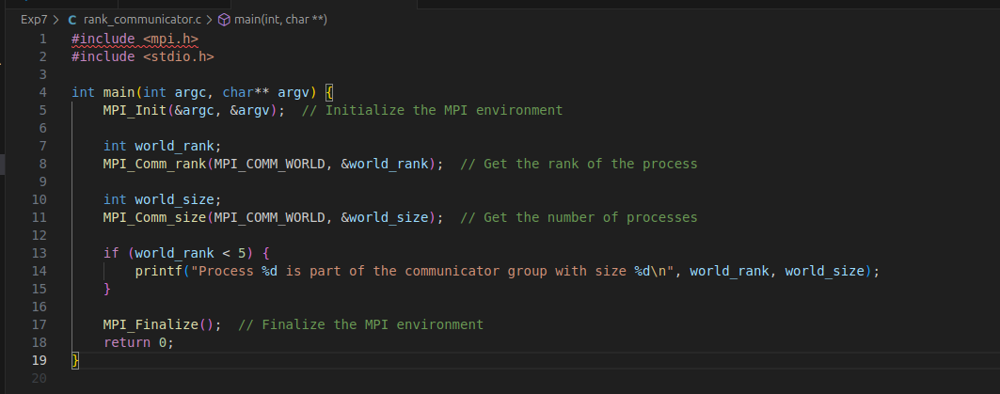 Exp7 > C rank_communicator.c > main(int, char **)
1 #include <mpi.h>
2 #include <stdio.h>
3
4 int main(int argc, char** argv) {
5     MPI_Init(&argc, &argv);  // Initialize the MPI environment
6
7     int world_rank;
8     MPI_Comm_rank(MPI_COMM_WORLD, &world_rank);  // Get the rank of the process
9
10     int world_size;
11     MPI_Comm_size(MPI_COMM_WORLD, &world_size);  // Get the number of processes
12
13     if (world_rank < 5) {
14         printf("Process %d is part of the communicator group with size %d\n", world_rank, world_size);
15     }
16
17     MPI_Finalize();  // Finalize the MPI environment
18     return 0;
19 }
20